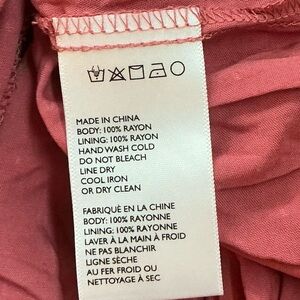 MADE IN CHINA
BODY: 100% RAYON
LINING: 100% RAYON
HAND WASH COLD
DO NOT BLEACH
LINE DRY
COOL IRON
OR DRY CLEAN
FABRIQUÉ EN LA CHINE
BODY: 100% RAYONNE
LINING: 100% RAYONNE
LAVER À LA MAIN À FROID
NE PAS BLANCHIR
LIGNE SÈCHE
AU FER FROID OU
NETTOYAGE À SEC